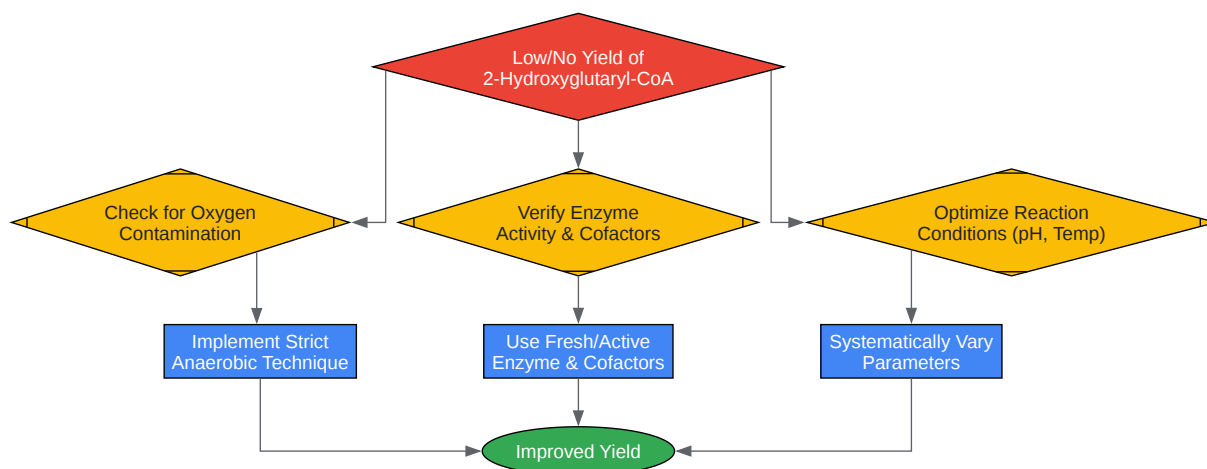 Low/No Yield of
2-Hydroxyglutaryl-CoA
Check for Oxygen
Contamination
Verify Enzyme
Activity & Cofactors
Optimize Reaction
Conditions (pH, Temp)
Implement Strict
Anaerobic Technique
Use Fresh/Active
Enzyme & Cofactors
Systematically Vary
Parameters
Improved Yield